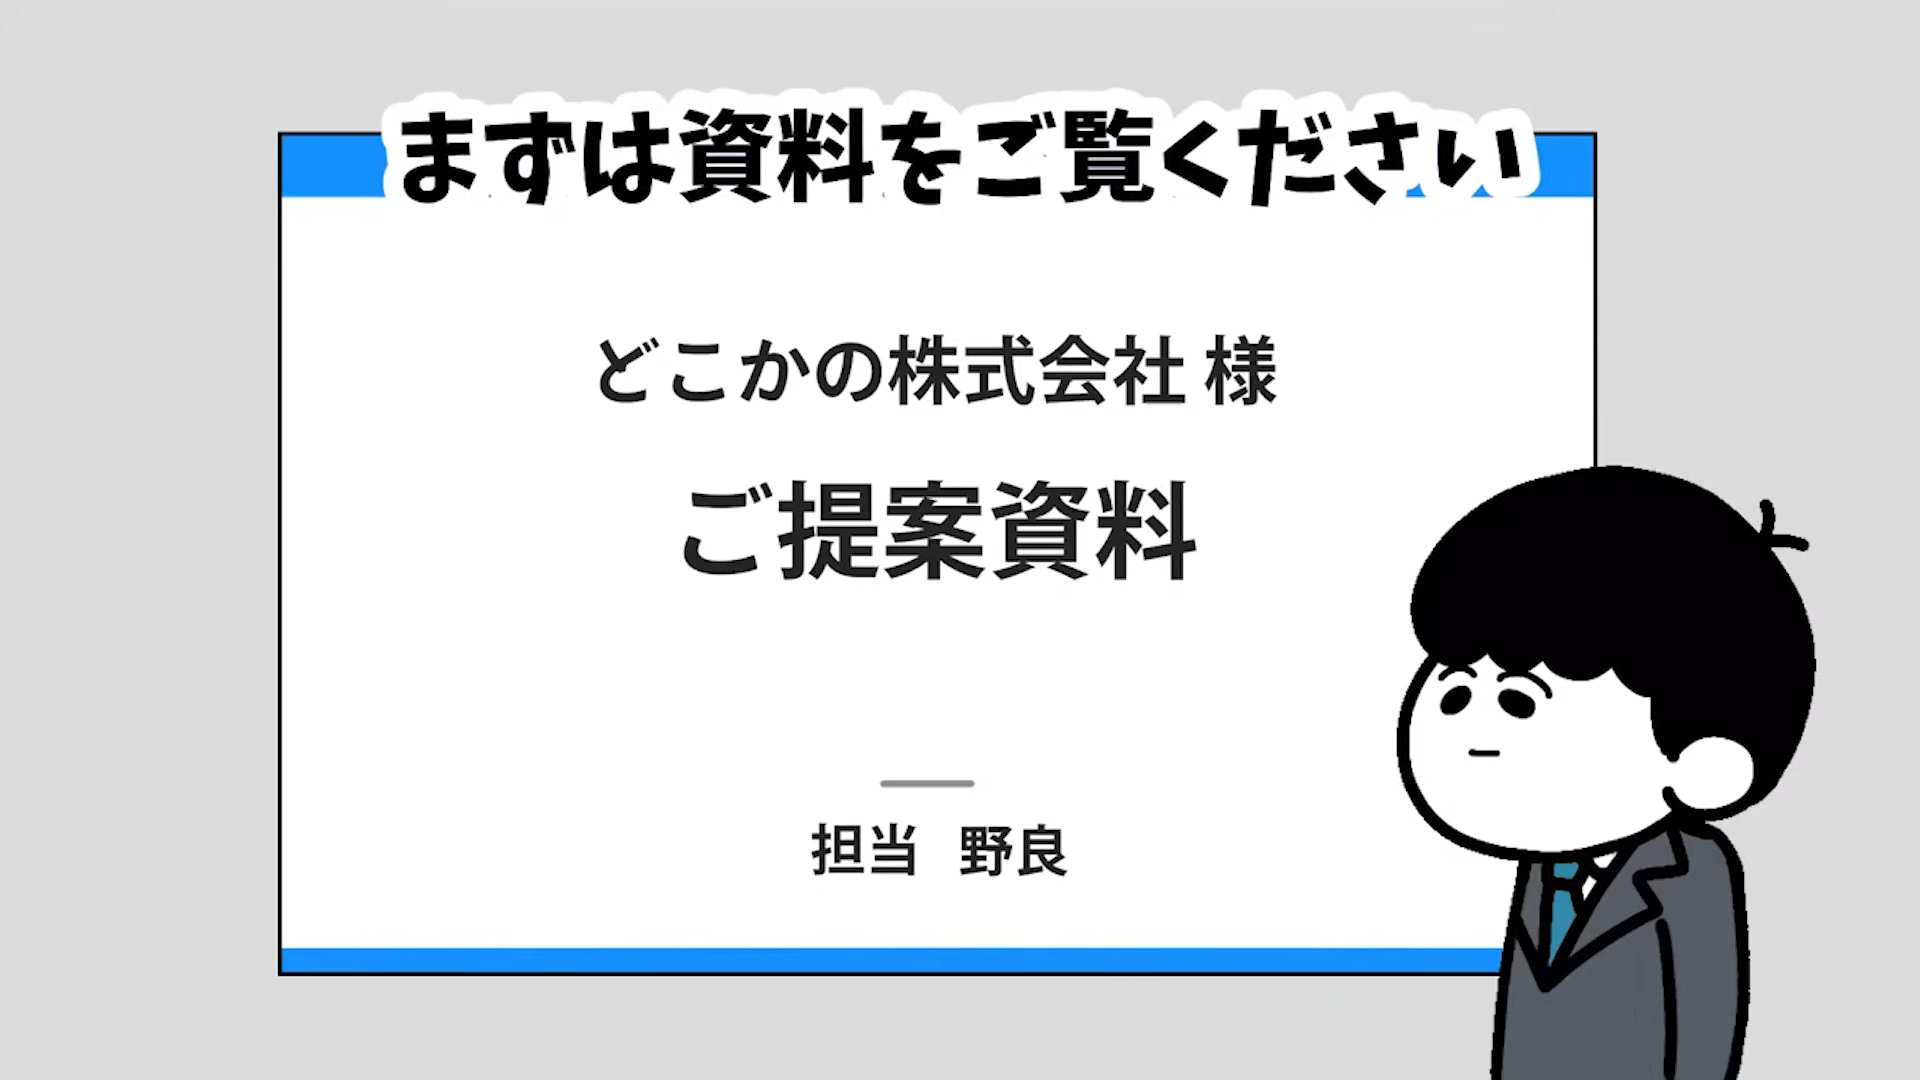 まずは資料をご覧ください
どこかの株式会社 様
ご提案資料
担当 野良